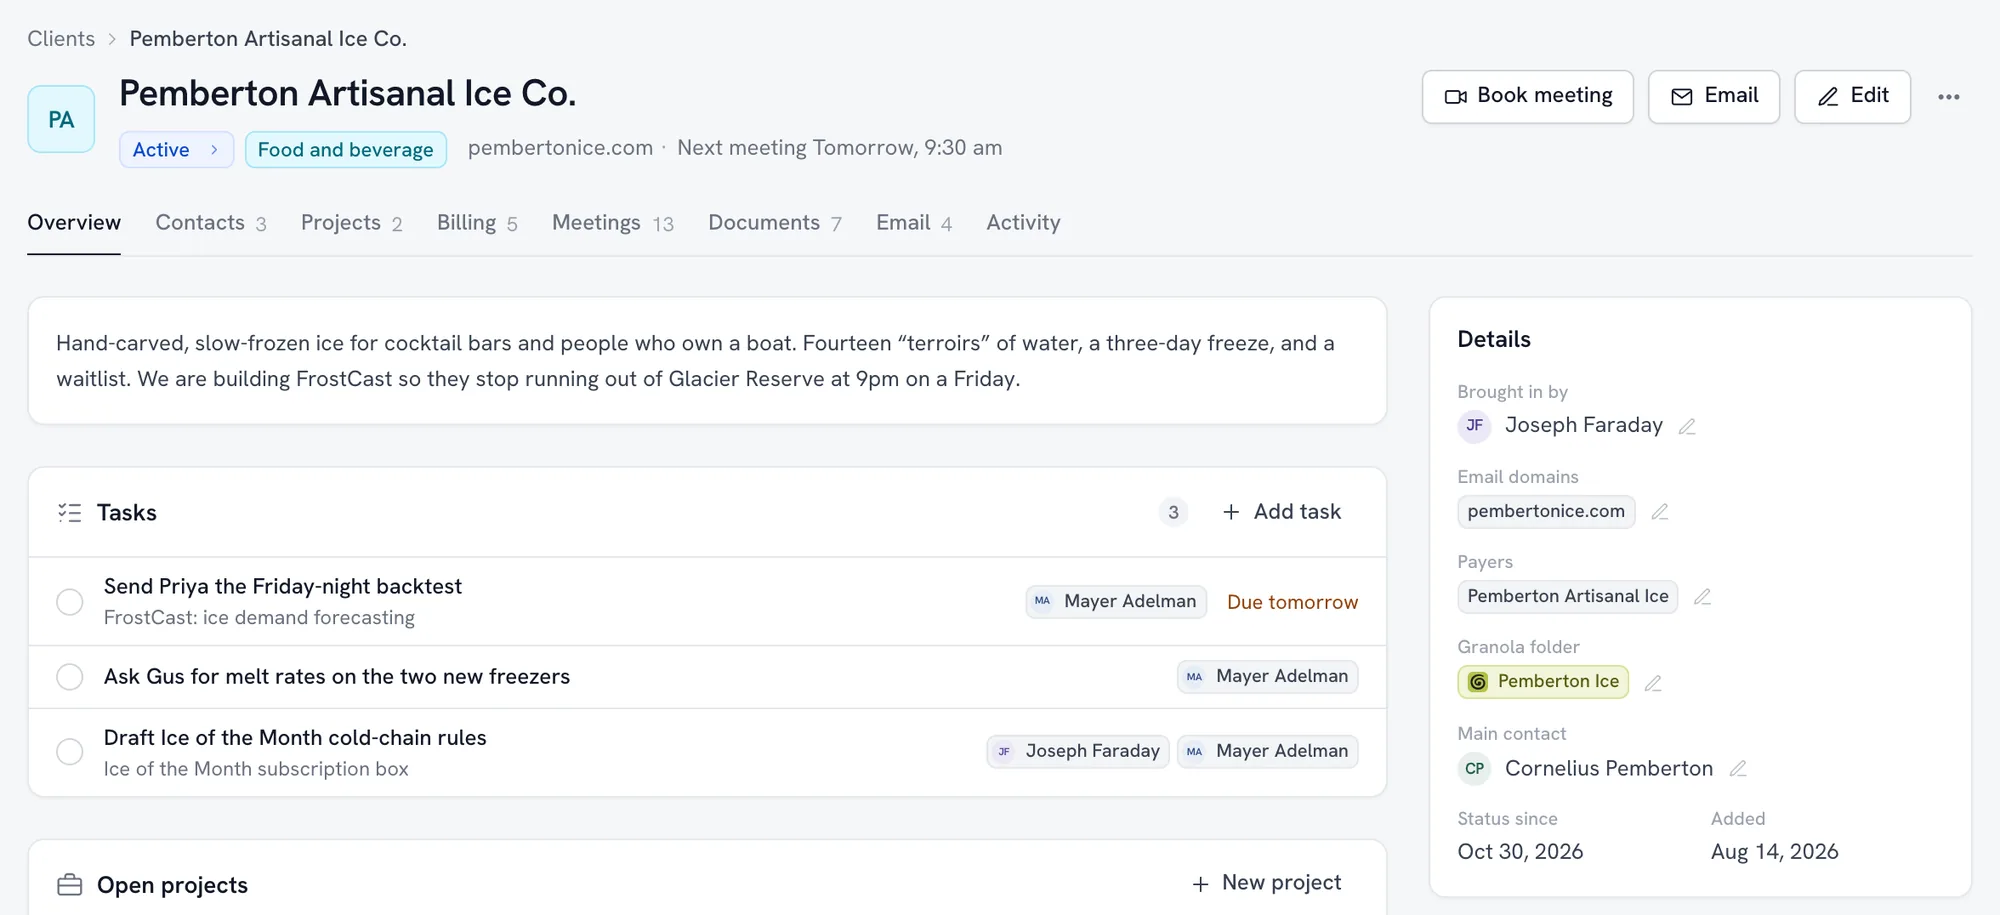 Clients > Pemberton Artisanal Ice Co.
PA
Pemberton Artisanal Ice Co.
Active > Food and beverage pembertonice.com · Next meeting Tomorrow, 9:30 am
Book meeting Email Edit ...
Overview Contacts 3 Projects 2 Billing 5 Meetings 13 Documents 7 Email 4 Activity
Hand-carved, slow-frozen ice for cocktail bars and people who own a boat. Fourteen “terroirs” of water, a three-day freeze, and a
waitlist. We are building FrostCast so they stop running out of Glacier Reserve at 9pm on a Friday.
Tasks 3 + Add task
Send Priya the Friday-night backtest
FrostCast: ice demand forecasting
MA Mayer Adelman Due tomorrow
Ask Gus for melt rates on the two new freezers MA Mayer Adelman
Draft Ice of the Month cold-chain rules
Ice of the Month subscription box
JF Joseph Faraday MA Mayer Adelman
Open projects + New project
Details
Brought in by
JF Joseph Faraday
Email domains
pembertonice.com
Payers
Pemberton Artisanal Ice
Granola folder
Pemberton Ice
Main contact
CP Cornelius Pemberton
Status since Added
Oct 30, 2026 Aug 14, 2026